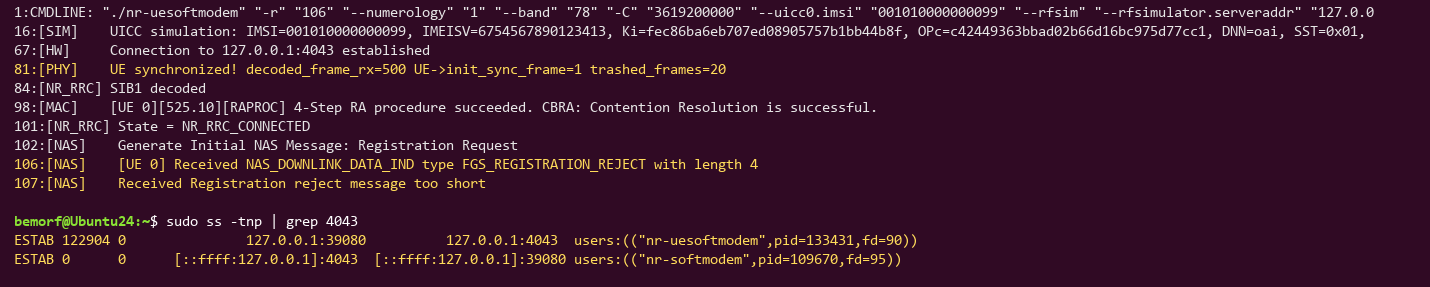 1:CMDLINE: "./nr-uesoftmodem" "-r" "106" "--numerology" "1" "--band" "78" "-C" "3619200000" "--uicc0.imsi" "001010000000099" "--rfsim" "--rfsimulator.serveraddr" "127.0.0
16:[SIM] UICC simulation: IMSI=001010000000099, IMEISV=6754567890123413, Ki=fec86ba6eb707ed08905757b1bb44b8f, OPc=c42449363bbad02b66d16bc975d77cc1, DNN=oai, SST=0x01,
67:[HW] Connection to 127.0.0.1:4043 established
81:[PHY] UE synchronized! decoded_frame_rx=500 UE->init_sync_frame=1 trashed_frames=20
84:[NR_RRC] SIB1 decoded
98:[MAC] [UE 0][525.10][RAPROC] 4-Step RA procedure succeeded. CBRA: Contention Resolution is successful.
101:[NR_RRC] State = NR_RRC_CONNECTED
102:[NAS] Generate Initial NAS Message: Registration Request
106:[NAS] [UE 0] Received NAS_DOWNLINK_DATA_IND type FGS_REGISTRATION_REJECT with length 4
107:[NAS] Received Registration reject message too short
bemorf@Ubuntu24:~$ sudo ss -tnp | grep 4043
ESTAB 122904 0 127.0.0.1:39080 127.0.0.1:4043 users:(("nr-uesoftmodem",pid=133431,fd=90))
ESTAB 0 0 [::ffff:127.0.0.1]:4043 [::ffff:127.0.0.1]:39080 users:(("nr-softmodem",pid=109670,fd=95))